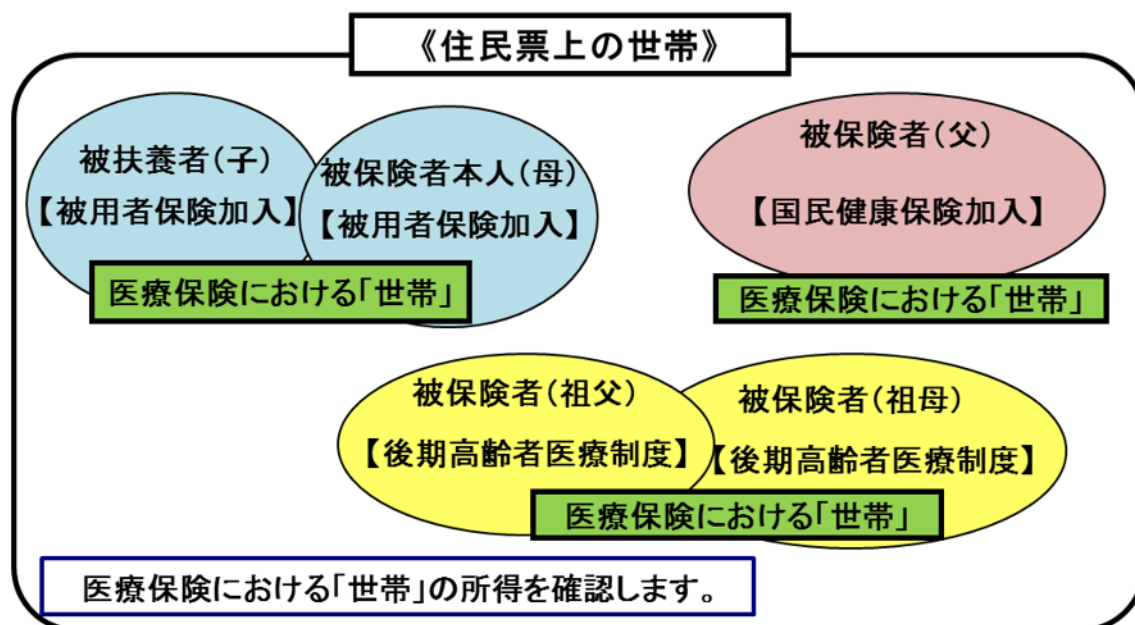 《住民票上の世帯》
被扶養者(子)
【被用者保険加入】
被保険者本人(母)
【被用者保険加入】
医療保険における「世帯」
被保険者(父)
【国民健康保険加入】
医療保険における「世帯」
被保険者(祖父)
【後期高齢者医療制度】
被保険者(祖母)
【後期高齢者医療制度】
医療保険における「世帯」
医療保険における「世帯」の所得を確認します。